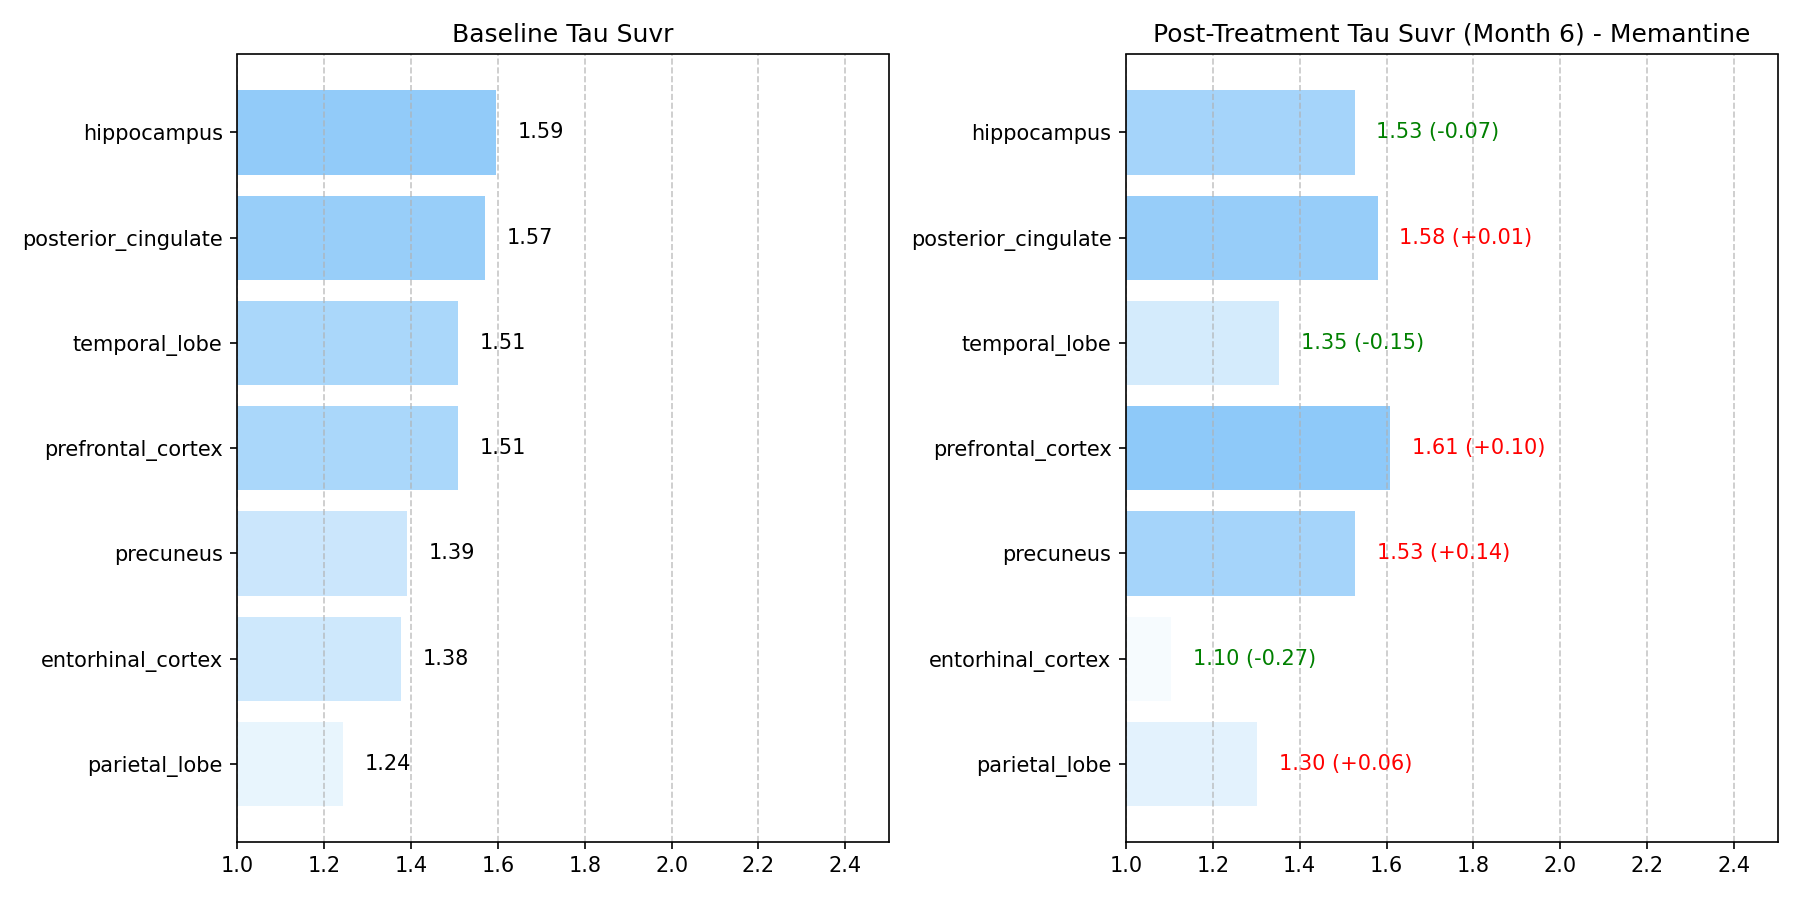 Baseline Tau Suvr
hippocampus
1.59
posterior_cingulate
1.57
temporal_lobe
1.51
prefrontal_cortex
1.51
precuneus
1.39
entorhinal_cortex
1.38
parietal_lobe
1.24
1.0 1.2 1.4 1.6 1.8 2.0 2.2 2.4
Post-Treatment Tau Suvr (Month 6) - Memantine
hippocampus
1.53 (-0.07)
posterior_cingulate
1.58 (+0.01)
temporal_lobe
1.35 (-0.15)
prefrontal_cortex
1.61 (+0.10)
precuneus
1.53 (+0.14)
entorhinal_cortex
1.10 (-0.27)
parietal_lobe
1.30 (+0.06)
1.0 1.2 1.4 1.6 1.8 2.0 2.2 2.4